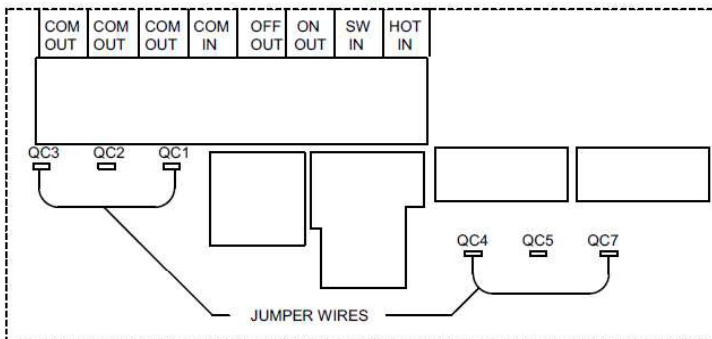 COM COM COM COM OFF ON SW HOT
OUT OUT OUT IN OUT OUT IN IN
QC3 QC2 QC1
QC4 QC5 QC7
JUMPER WIRES